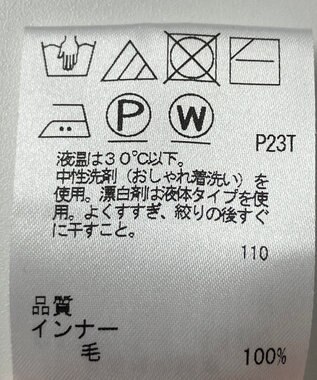 P W
P23T
液温は30℃以下。
中性洗剤（おしゃれ着洗い）を
使用。漂白剤は液体タイプを使
用。よくすすぎ、絞りの後すぐ
に干すこと。
110
品質
インナー
毛 100%